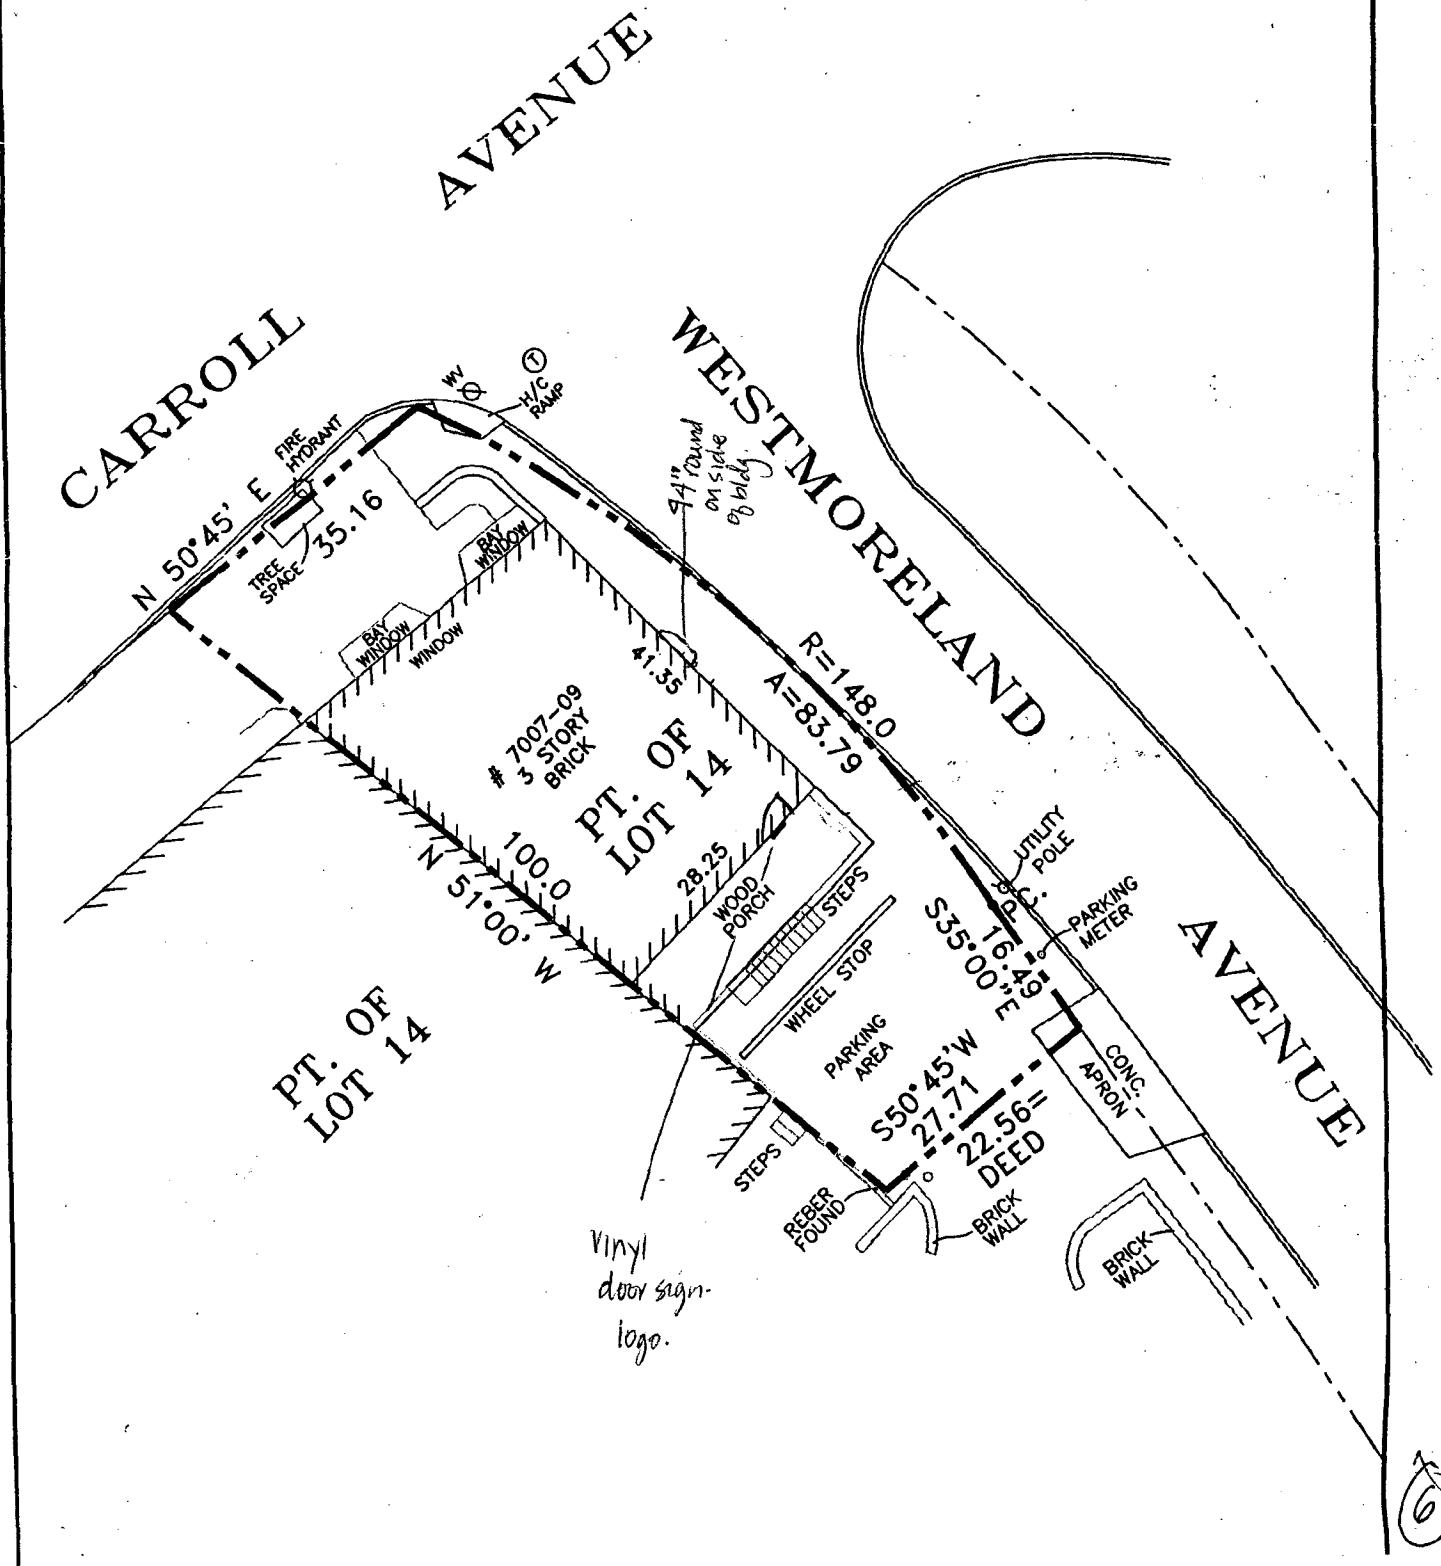 AVENUE
CARROLL
WESTMORELAND
AVENUE
WV
T
H/C
RAMP
FIRE
HYDRANT
N 50°45' E
35.16
TREE
SPACE
44" round
on side
of bldg.
BAY
WINDOW
BAY
WINDOW
WINDOW
41.35
R=148.0
A=83.79
# 7007-09
3 STORY
BRICK
PT. OF
LOT 14
100.0
N 51°00' W
28.25
WOOD
PORCH
STEPS
WHEEL STOP
UTILITY
POLE
P.C.
PARKING
METER
16.49
S35°00"E
PARKING
AREA
S50°45'W
27.71
22.56=
DEED
CONC.
APRON
PT. OF
LOT 14
STEPS
REBER
FOUND
BRICK
WALL
BRICK
WALL
Vinyl
door sign-
logo.
6